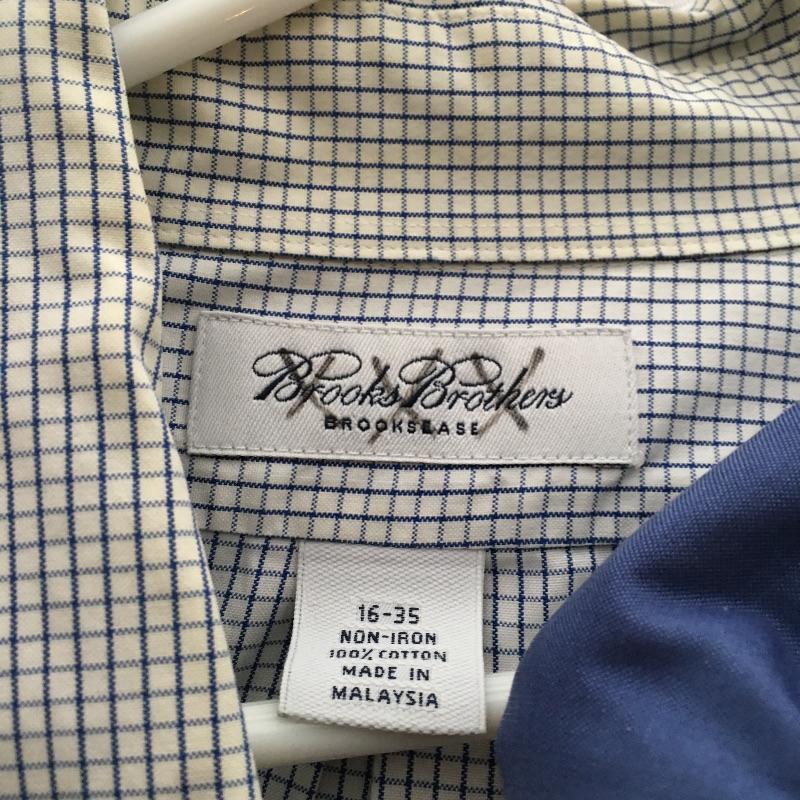 Brooks Brothers
BROOKSEASE
16-35
NON-IRON
100% COTTON
MADE IN
MALAYSIA